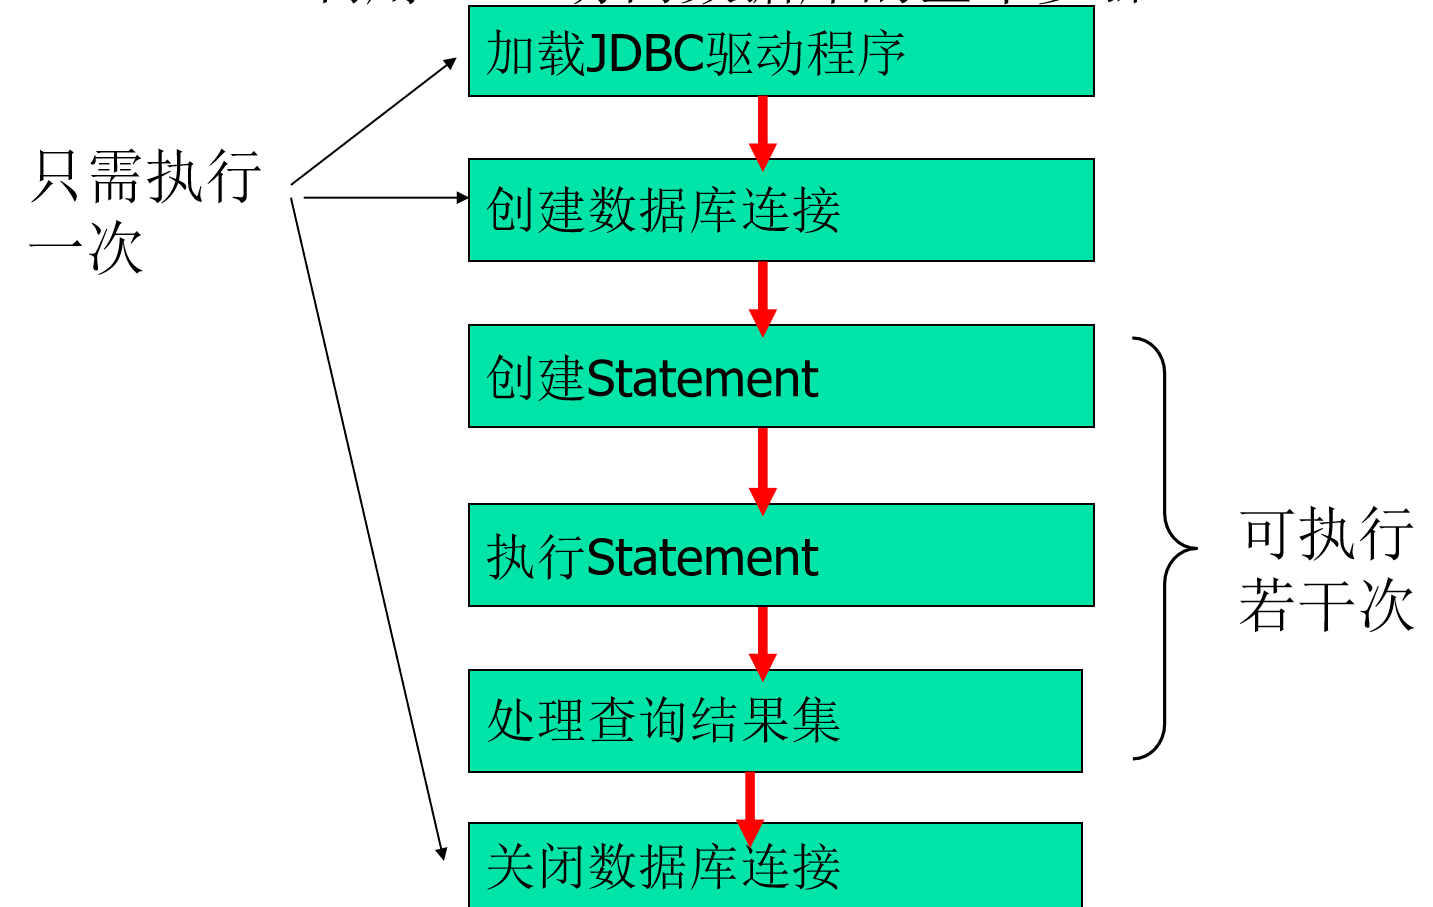 加载JDBC驱动程序
只需执行
一次
创建数据库连接
创建Statement
执行Statement
可执行
若干次
处理查询结果集
关闭数据库连接